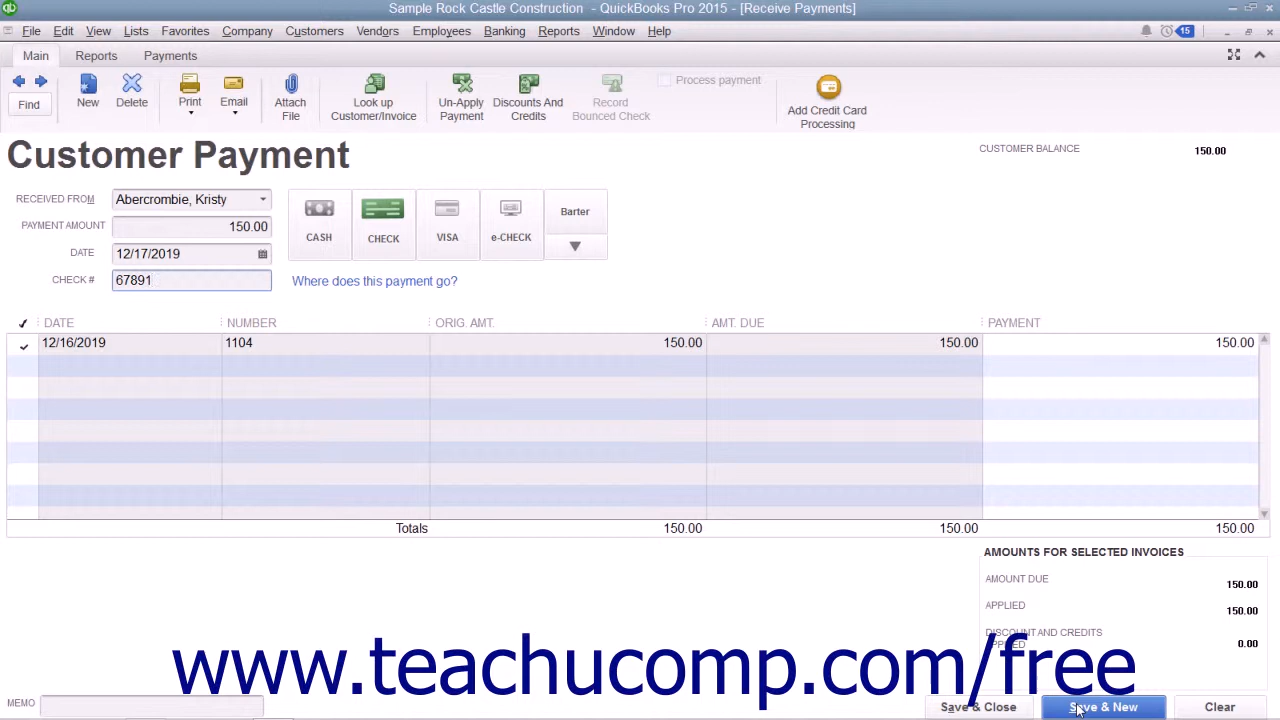 Sample Rock Castle Construction - QuickBooks Pro 2015 - [Receive Payments]
File Edit View Lists Favorites Company Customers Vendors Employees Banking Reports Window Help 15
Main Reports Payments
Find New Delete Print Email Attach File Look up Customer/Invoice Un-Apply Payment Discounts And Credits Record Bounced Check Process payment Add Credit Card Processing
Customer Payment
CUSTOMER BALANCE 150.00
RECEIVED FROM Abercrombie, Kristy
PAYMENT AMOUNT 150.00
DATE 12/17/2019
CHECK # 67891
CASH CHECK VISA e-CHECK Barter
Where does this payment go?
DATE NUMBER ORIG. AMT. AMT. DUE PAYMENT
12/16/2019 1104 150.00 150.00 150.00
Totals 150.00 150.00 150.00
AMOUNTS FOR SELECTED INVOICES
AMOUNT DUE 150.00
APPLIED 150.00
DISCOUNT AND CREDITS
APPLIED 0.00
www.teachucomp.com/free
MEMO Save & Close Save & New Clear